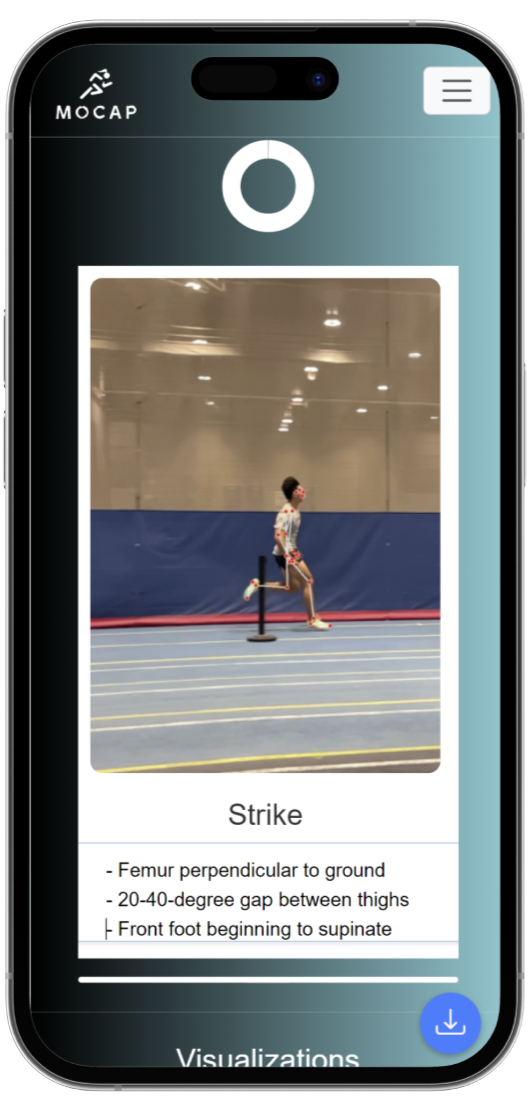 MOCAP
Strike
- Femur perpendicular to ground
- 20-40-degree gap between thighs
- Front foot beginning to supinate
Visualizations